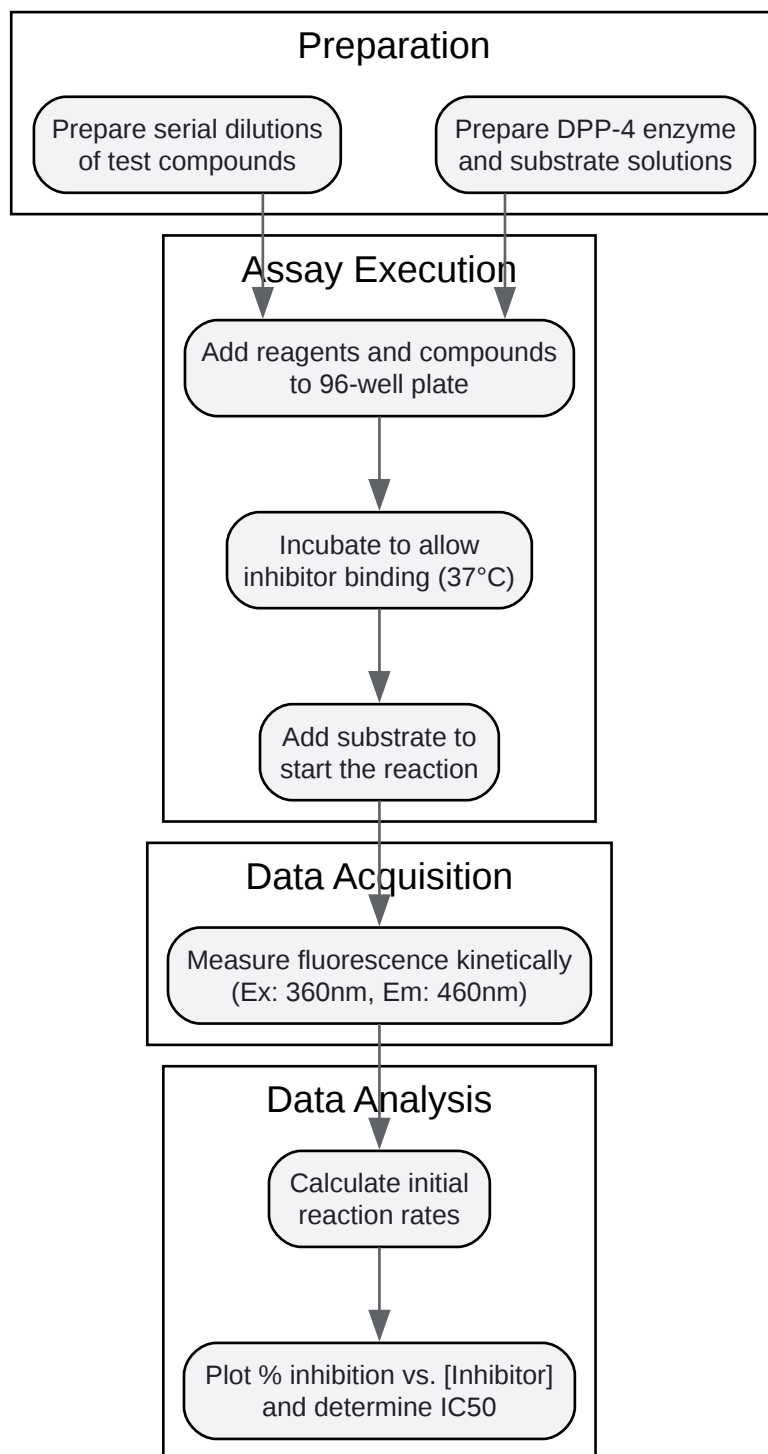 Preparation
Prepare serial dilutions
of test compounds
Prepare DPP-4 enzyme
and substrate solutions
Assay Execution
Add reagents and compounds
to 96-well plate
Incubate to allow
inhibitor binding (37°C)
Add substrate to
start the reaction
Data Acquisition
Measure fluorescence kinetically
(Ex: 360nm, Em: 460nm)
Data Analysis
Calculate initial
reaction rates
Plot % inhibition vs. [Inhibitor]
and determine IC50